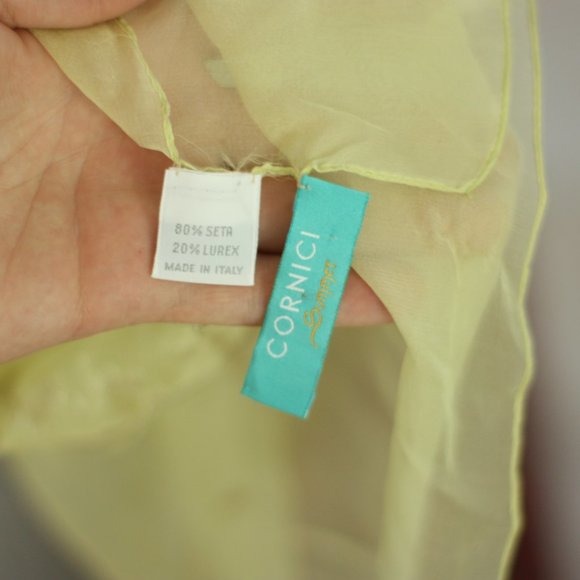 80% SETA
20% LUREX
MADE IN ITALY
CORNICI